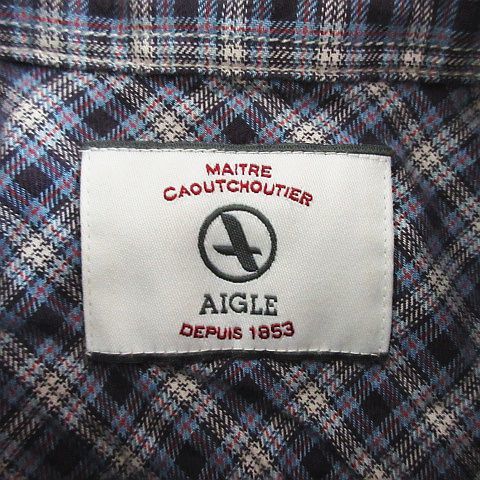 MAITRE
CAOUTCHOUTIER
AIGLE
DEPUIS 1853